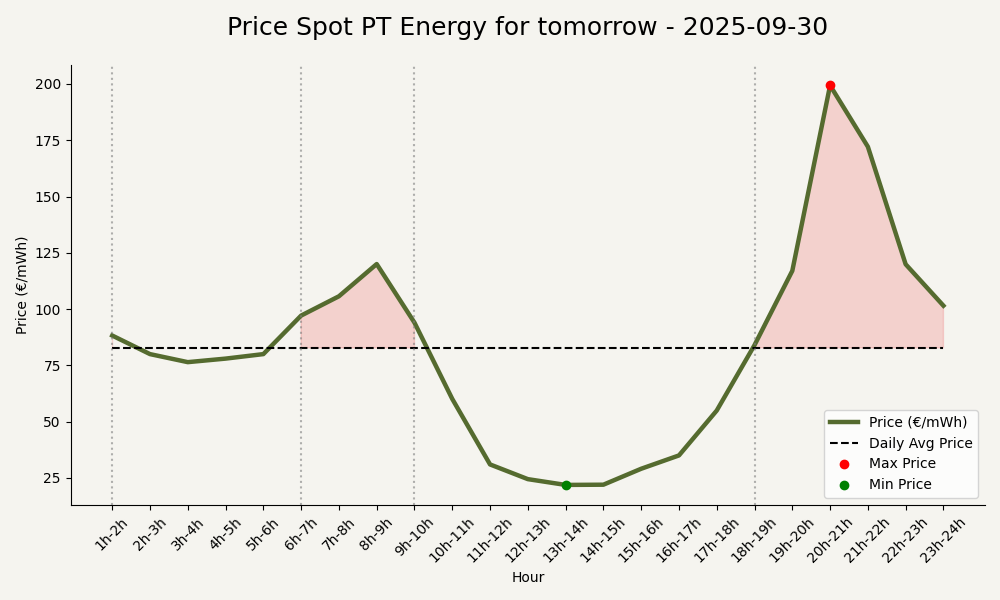 Price Spot PT Energy for tomorrow - 2025-09-30
Price (€/mWh)
200
175
150
125
100
75
50
25
1h-2h
2h-3h
3h-4h
4h-5h
5h-6h
6h-7h
7h-8h
8h-9h
9h-10h
10h-11h
11h-12h
12h-13h
13h-14h
14h-15h
15h-16h
16h-17h
17h-18h
18h-19h
19h-20h
20h-21h
21h-22h
22h-23h
23h-24h
Hour
Price (€/mWh)
Daily Avg Price
Max Price
Min Price